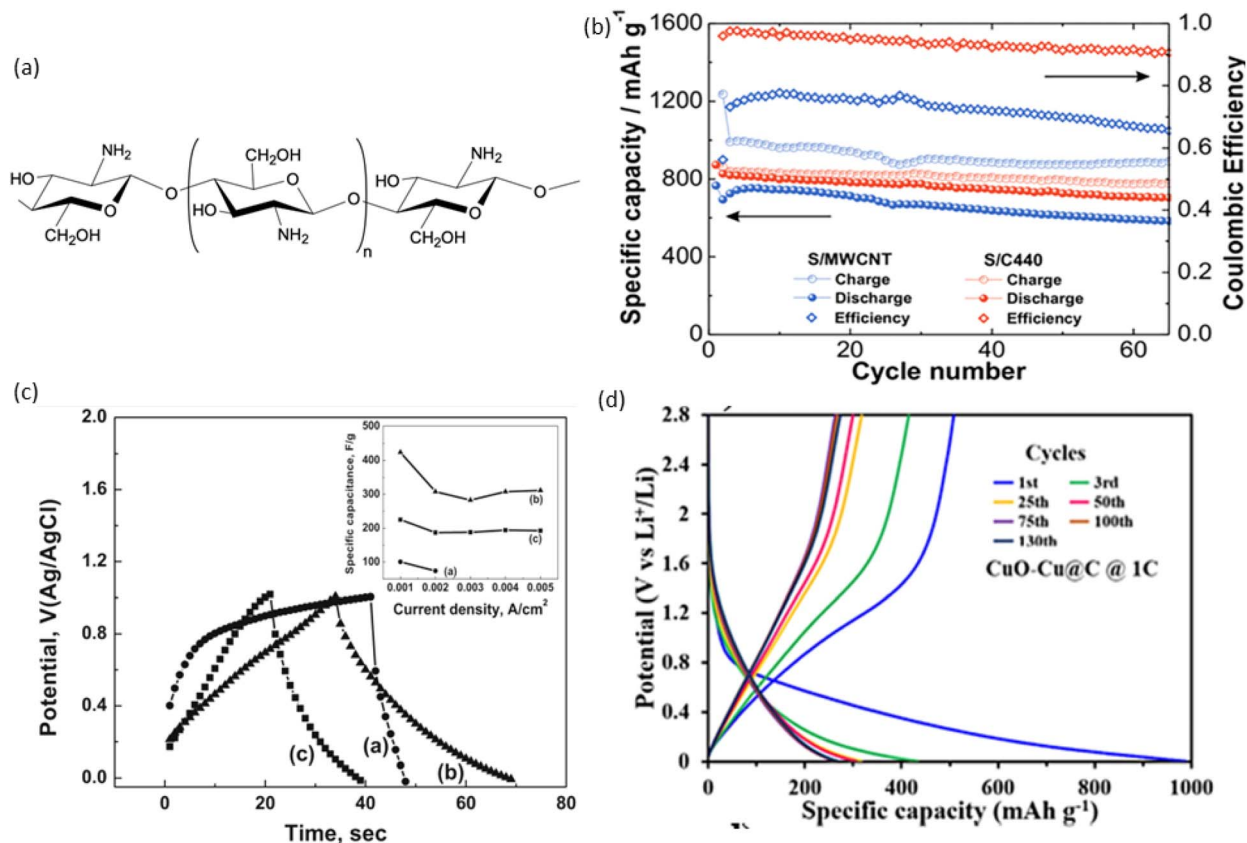 (a)
NH₂
HO
O
O
CH₂OH
CH₂OH
O
HO
NH₂
O
n
NH₂
HO
O
O
CH₂OH
(b)
Specific capacity / mAh g⁻¹
1600
1200
800
400
0
Coulombic Efficiency
1.0
0.8
0.6
0.4
0.2
0.0
S/MWCNT S/C440
Charge Charge
Discharge Discharge
Efficiency Efficiency
0 20 40 60
Cycle number
(c)
Potential, V(Ag/AgCl)
2.0
1.6
1.2
0.8
0.4
0.0
Specific capacitance, F/g
500
400
300
200
100
(b)
(c)
(a)
0.001 0.002 0.003 0.004 0.005
Current density, A/cm²
(c) (a) (b)
0 20 40 60 80
Time, sec
(d)
Potential (V vs Li⁺/Li)
2.8
2.4
2
1.6
1.2
0.8
0.4
0
Cycles
1st 3rd
25th 50th
75th 100th
130th
CuO-Cu@C @ 1C
0 200 400 600 800 1000
Specific capacity (mAh g⁻¹)